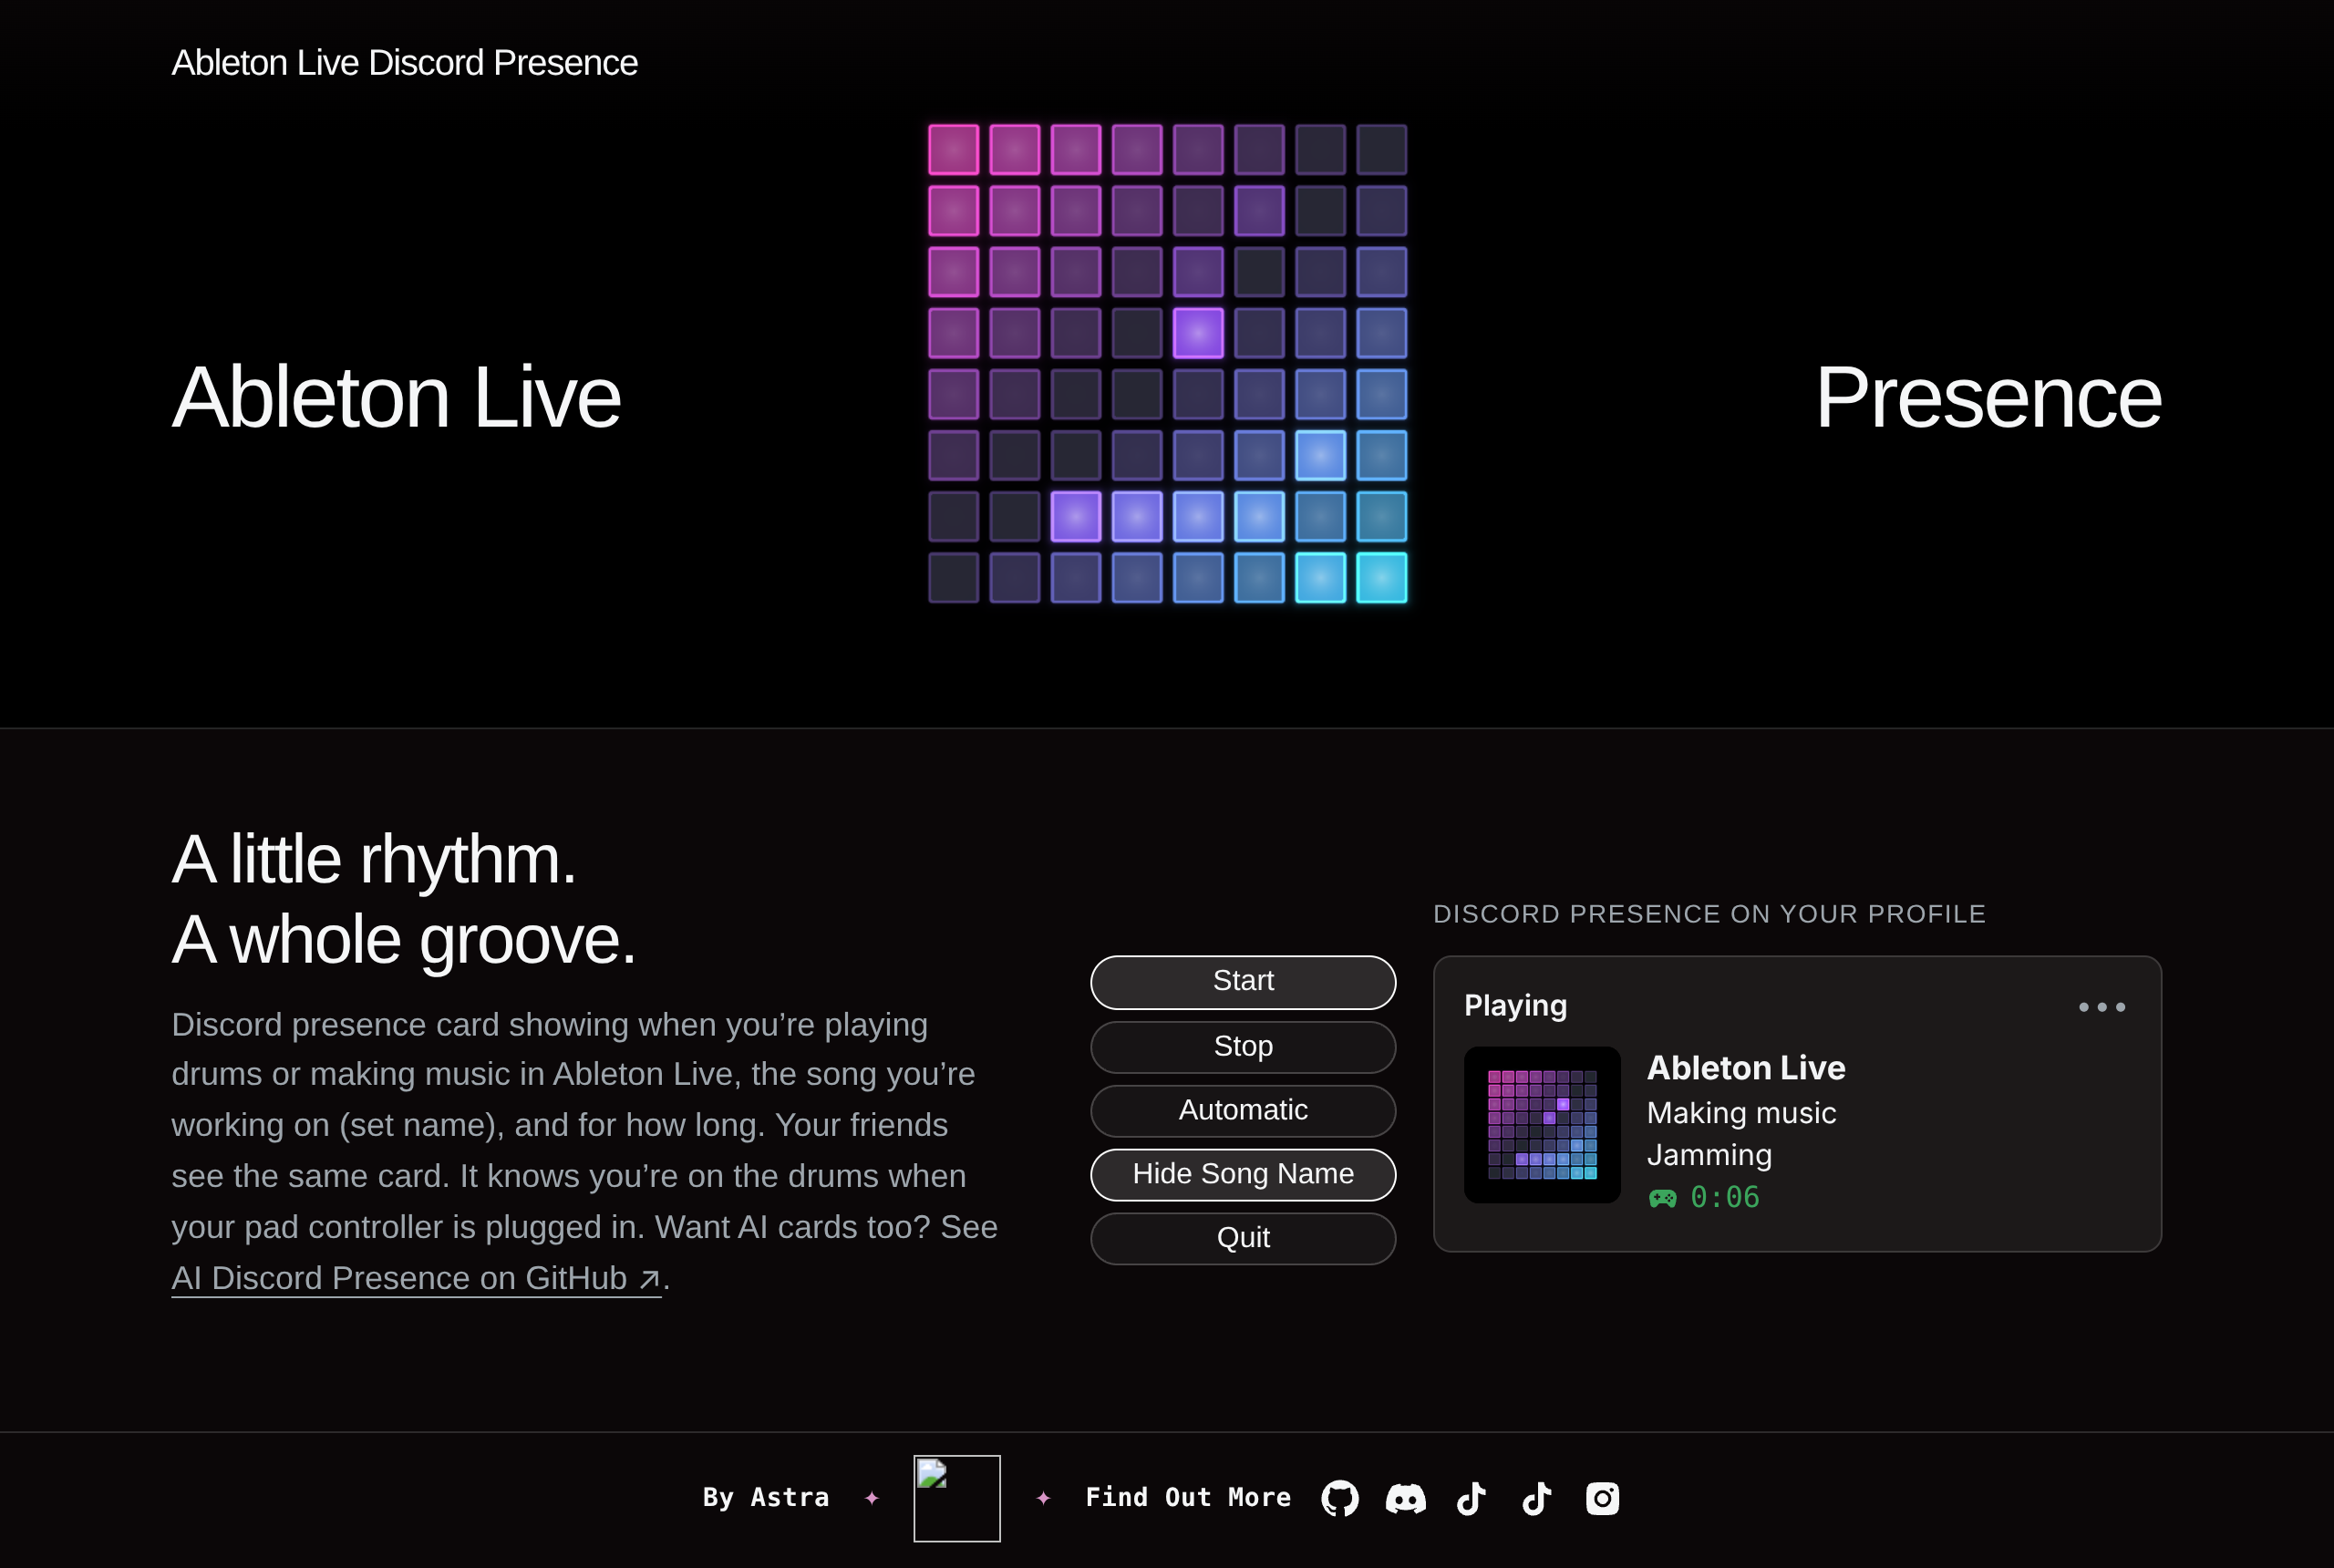 Ableton Live Discord Presence
Ableton Live
Presence
A little rhythm.
A whole groove.
Discord presence card showing when you’re playing
drums or making music in Ableton Live, the song you’re
working on (set name), and for how long. Your friends
see the same card. It knows you’re on the drums when
your pad controller is plugged in. Want AI cards too? See
AI Discord Presence on GitHub ↗.
Start
Stop
Automatic
Hide Song Name
Quit
DISCORD PRESENCE ON YOUR PROFILE
Playing
Ableton Live
Making music
Jamming
0:06
By Astra ✦ ✦ Find Out More